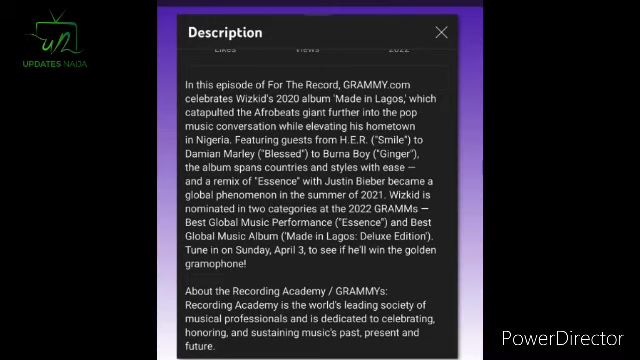 Description
Likes Views 2022
In this episode of For The Record, GRAMMY.com
celebrates Wizkid's 2020 album 'Made in Lagos,' which
catapulted the Afrobeats giant further into the pop
music conversation while elevating his hometown
in Nigeria. Featuring guests from H.E.R. ("Smile") to
Damian Marley ("Blessed") to Burna Boy ("Ginger"),
the album spans countries and styles with ease —
and a remix of "Essence" with Justin Bieber became a
global phenomenon in the summer of 2021. Wizkid is
nominated in two categories at the 2022 GRAMMs —
Best Global Music Performance ("Essence") and Best
Global Music Album ('Made in Lagos: Deluxe Edition').
Tune in on Sunday, April 3, to see if he'll win the golden
gramophone!
About the Recording Academy / GRAMMYs:
Recording Academy is the world's leading society of
musical professionals and is dedicated to celebrating,
honoring, and sustaining music's past, present and
future.
UPDATES NAIJA
PowerDirector